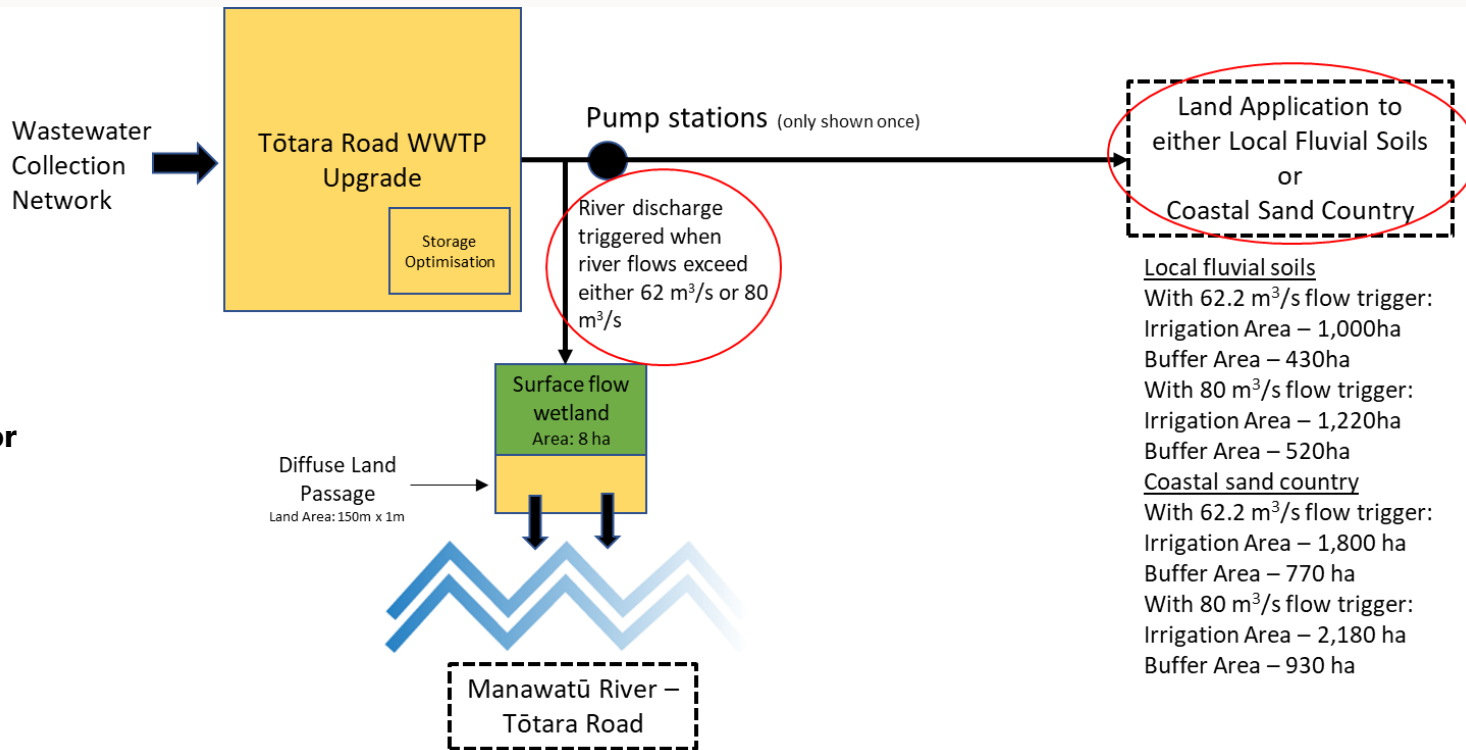 Wastewater
Collection
Network
Tōtara Road WWTP
Upgrade
Storage
Optimisation
Pump stations (only shown once)
River discharge
triggered when
river flows exceed
either 62 m³/s or 80
m³/s
Land Application to
either Local Fluvial Soils
or
Coastal Sand Country
Local fluvial soils
With 62.2 m³/s flow trigger:
Irrigation Area – 1,000ha
Buffer Area – 430ha
With 80 m³/s flow trigger:
Irrigation Area – 1,220ha
Buffer Area – 520ha
Coastal sand country
With 62.2 m³/s flow trigger:
Irrigation Area – 1,800 ha
Buffer Area – 770 ha
With 80 m³/s flow trigger:
Irrigation Area – 2,180 ha
Buffer Area – 930 ha
Surface flow
wetland
Area: 8 ha
Diffuse Land
Passage
Land Area: 150m x 1m
Manawatū River –
Tōtara Road